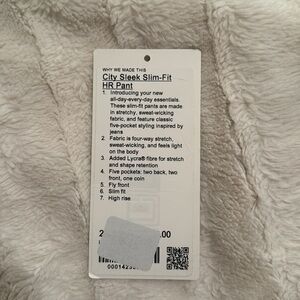 WHY WE MADE THIS
City Sleek Slim-Fit
HR Pant
1. Introducing your new
all-day-every-day essentials.
These slim-fit pants are made
in stretchy, sweat-wicking
fabric, and feature classic
five-pocket styling inspired by
jeans
2. Fabric is four-way stretch,
sweat-wicking, and feels light
on the body
3. Added Lycra® fibre for stretch
and shape retention
4. Five pockets: two back, two
front, one coin
5. Fly front
6. Slim fit
7. High rise
2 .00